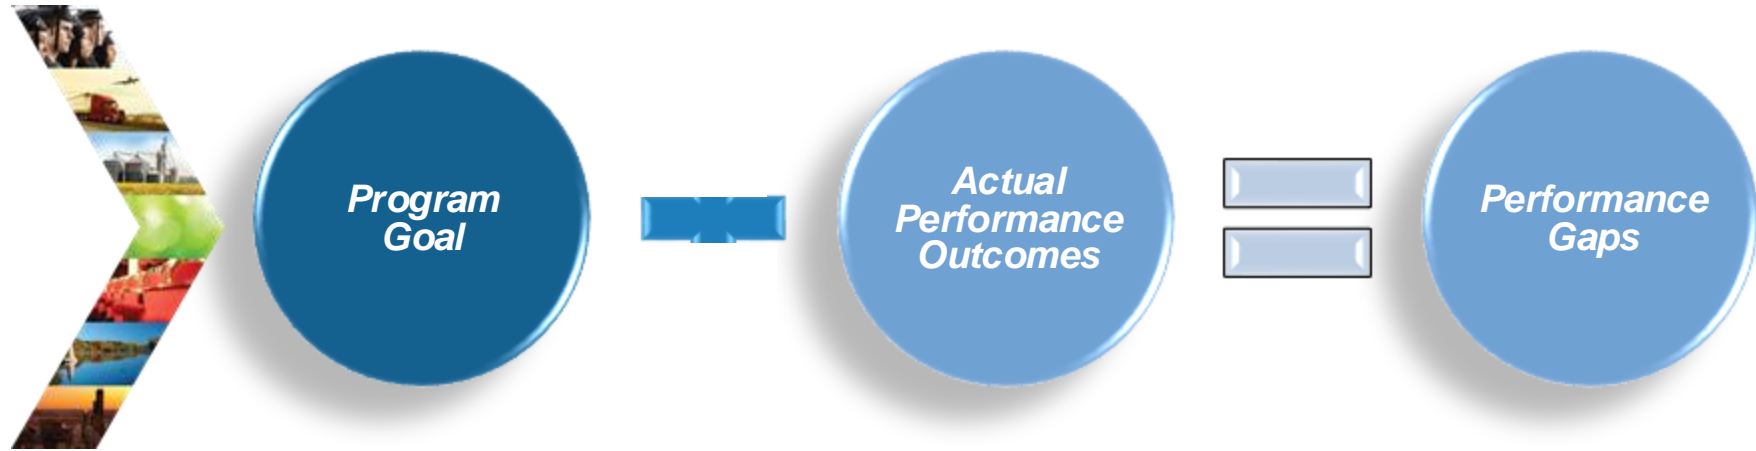 Program
Goal
Actual
Performance
Outcomes
Performance
Gaps